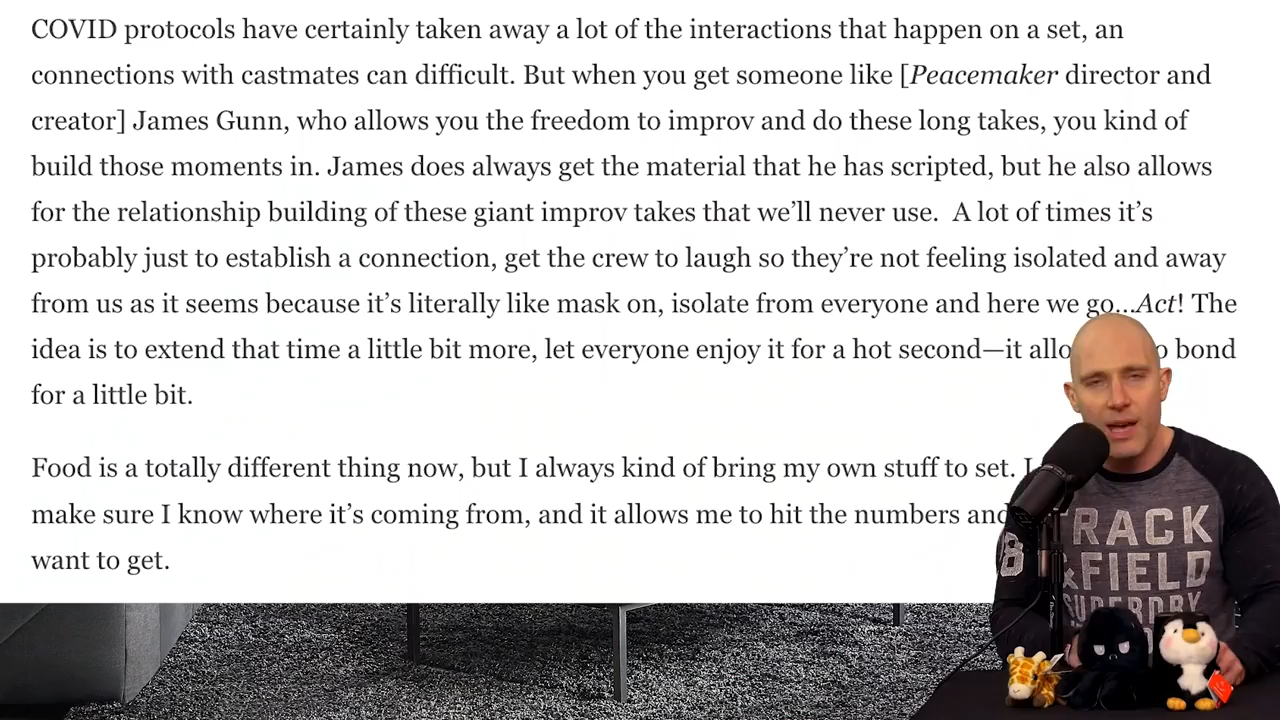 COVID protocols have certainly taken away a lot of the interactions that happen on a set, an
connections with castmates can difficult. But when you get someone like [Peacemaker director and
creator] James Gunn, who allows you the freedom to improv and do these long takes, you kind of
build those moments in. James does always get the material that he has scripted, but he also allows
for the relationship building of these giant improv takes that we’ll never use.  A lot of times it’s
probably just to establish a connection, get the crew to laugh so they’re not feeling isolated and away
from us as it seems because it’s literally like mask on, isolate from everyone and here we go…Act! The
idea is to extend that time a little bit more, let everyone enjoy it for a hot second—it bond
for a little bit.
Food is a totally different thing now, but I always kind of bring my own stuff to set. I
make sure I know where it’s coming from, and it allows me to hit the numbers and
want to get.
TRACK
&FIELD
SUPERDRY